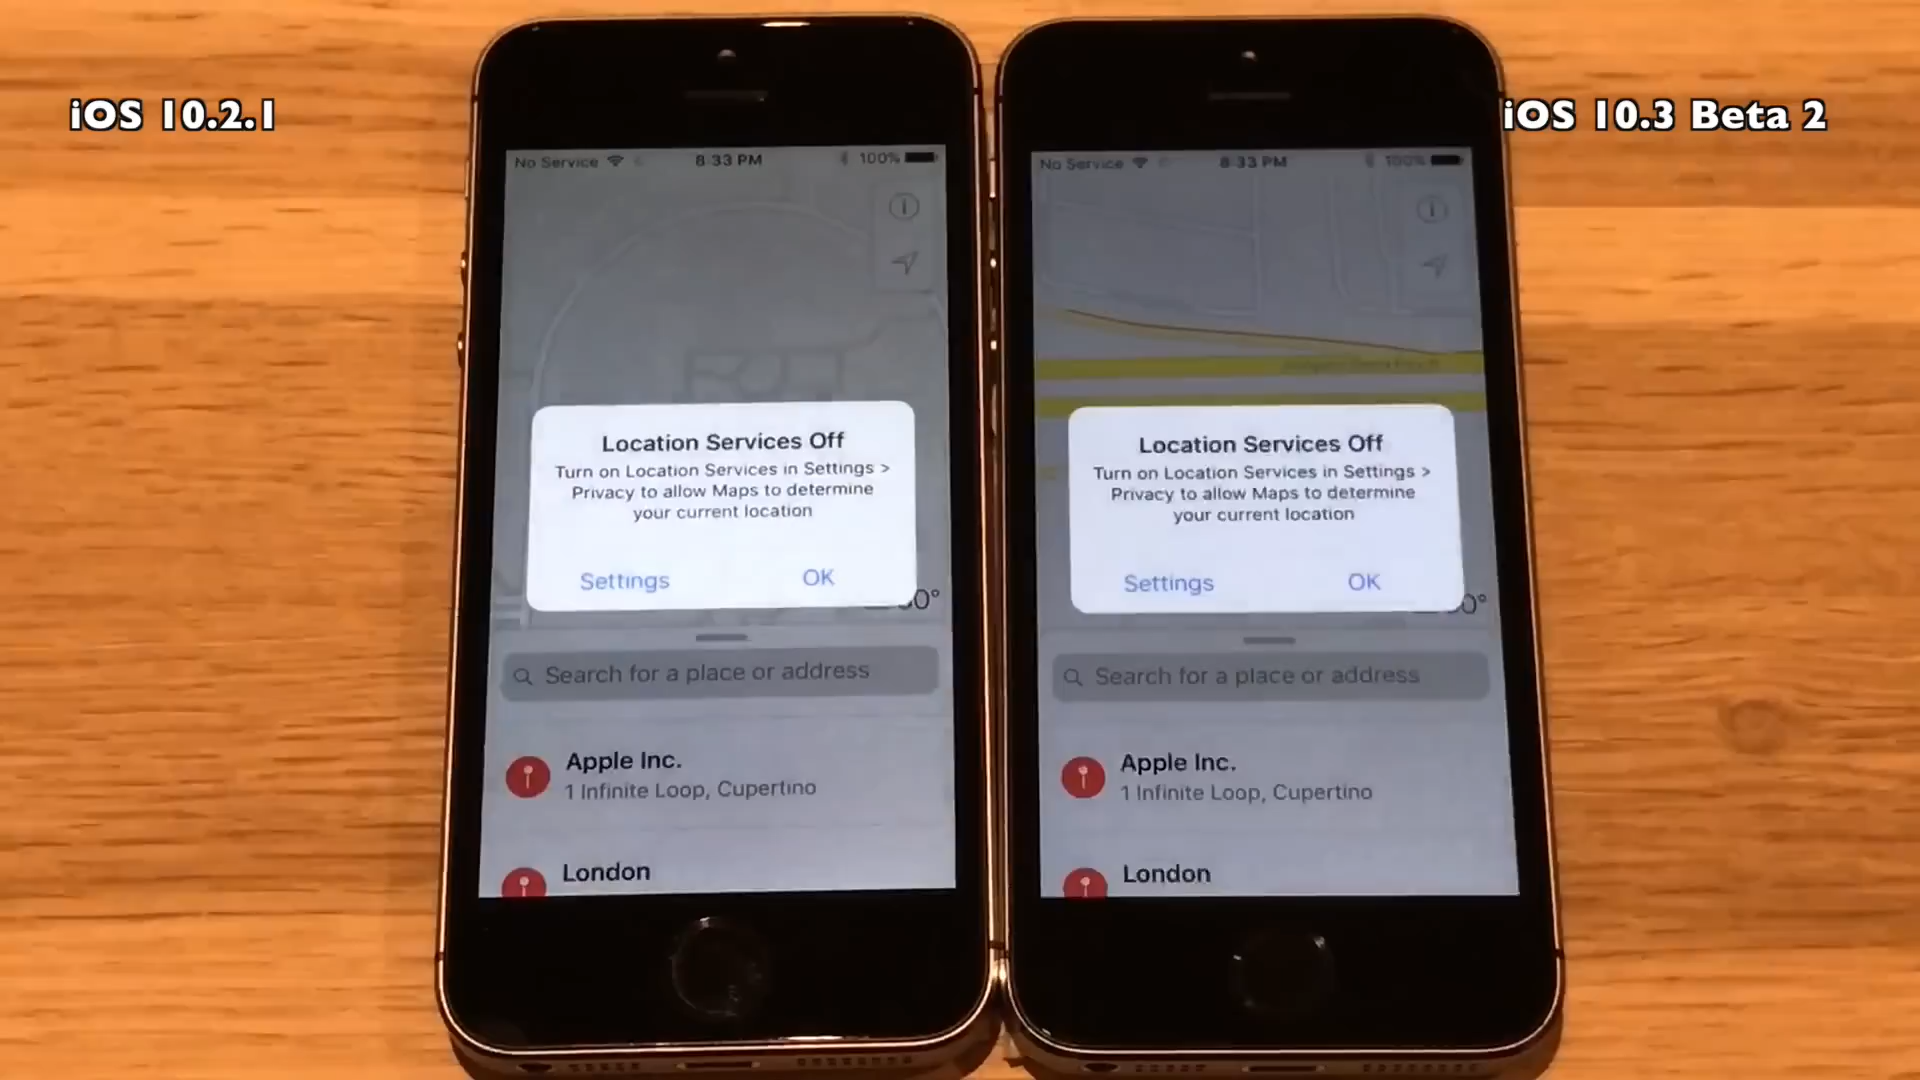 iOS 10.2.1
iOS 10.3 Beta 2
No Service
8:33 PM
100%
Location Services Off
Turn on Location Services in Settings >
Privacy to allow Maps to determine
your current location
Settings
OK
0°
Search for a place or address
Apple Inc.
1 Infinite Loop, Cupertino
London
No Service
8:33 PM
100%
Location Services Off
Turn on Location Services in Settings >
Privacy to allow Maps to determine
your current location
Settings
OK
0°
Search for a place or address
Apple Inc.
1 Infinite Loop, Cupertino
London